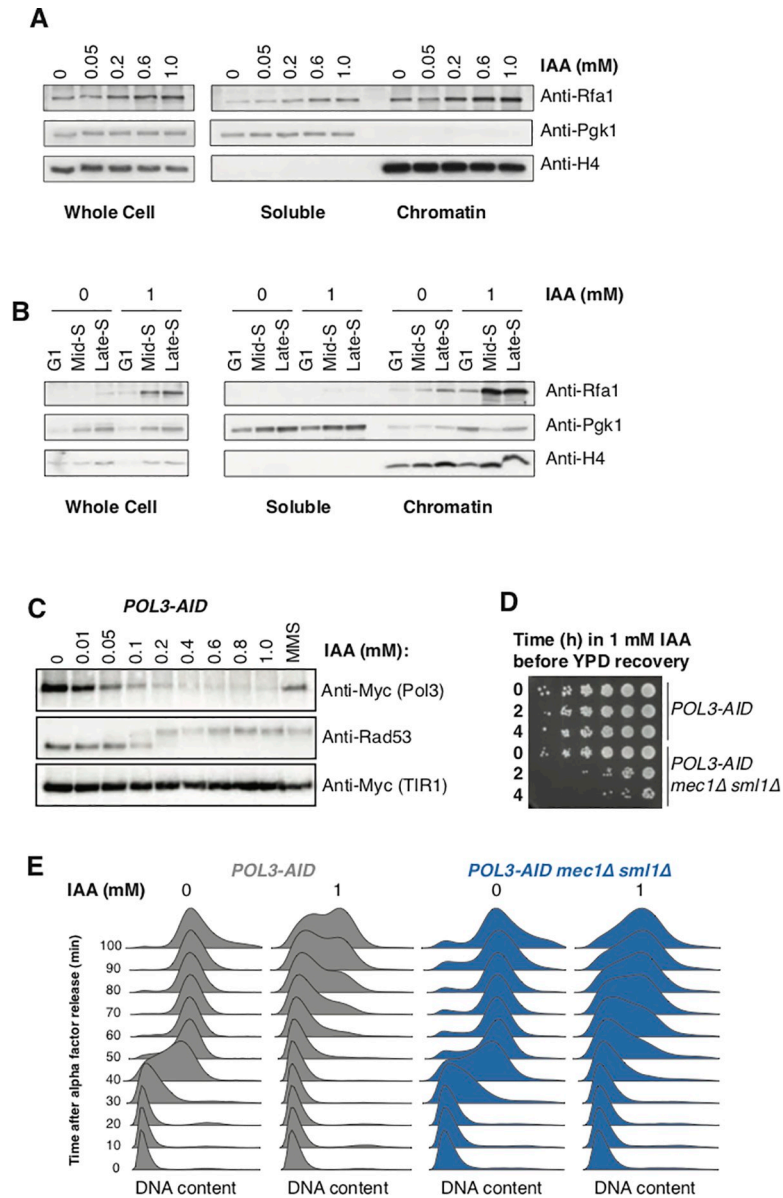 A
0 0.05 0.2 0.6 1.0 0 0.05 0.2 0.6 1.0 0 0.05 0.2 0.6 1.0 IAA (mM)
Anti-Rfa1
Anti-Pgk1
Anti-H4
Whole Cell Soluble Chromatin
B
0 1 0 1 0 1 IAA (mM)
G1 Mid-S Late-S G1 Mid-S Late-S G1 Mid-S Late-S G1 Mid-S Late-S G1 Mid-S Late-S G1 Mid-S Late-S
Anti-Rfa1
Anti-Pgk1
Anti-H4
Whole Cell Soluble Chromatin
C
POL3-AID
0 0.01 0.05 0.1 0.2 0.4 0.6 0.8 1.0 MMS IAA (mM):
Anti-Myc (Pol3)
Anti-Rad53
Anti-Myc (TIR1)
D
Time (h) in 1 mM IAA
before YPD recovery
0
2 POL3-AID
4
0
2 POL3-AID
4 mec1Δ sml1Δ
E
POL3-AID POL3-AID mec1Δ sml1Δ
IAA (mM) 0 1 0 1
Time after alpha factor release (min)
100
90
80
70
60
50
40
30
20
10
0
DNA content DNA content DNA content DNA content